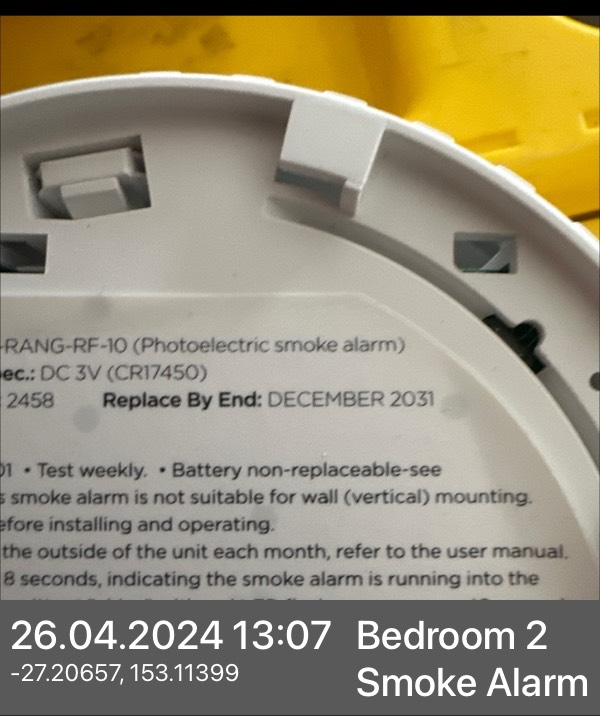 -RANG-RF-10 (Photoelectric smoke alarm)
ec.: DC 3V (CR17450)
: 2458 Replace By End: DECEMBER 2031
01 • Test weekly. • Battery non-replaceable-see
s smoke alarm is not suitable for wall (vertical) mounting.
efore installing and operating.
the outside of the unit each month, refer to the user manual.
8 seconds, indicating the smoke alarm is running into the
26.04.2024 13:07
-27.20657, 153.11399
Bedroom 2
Smoke Alarm